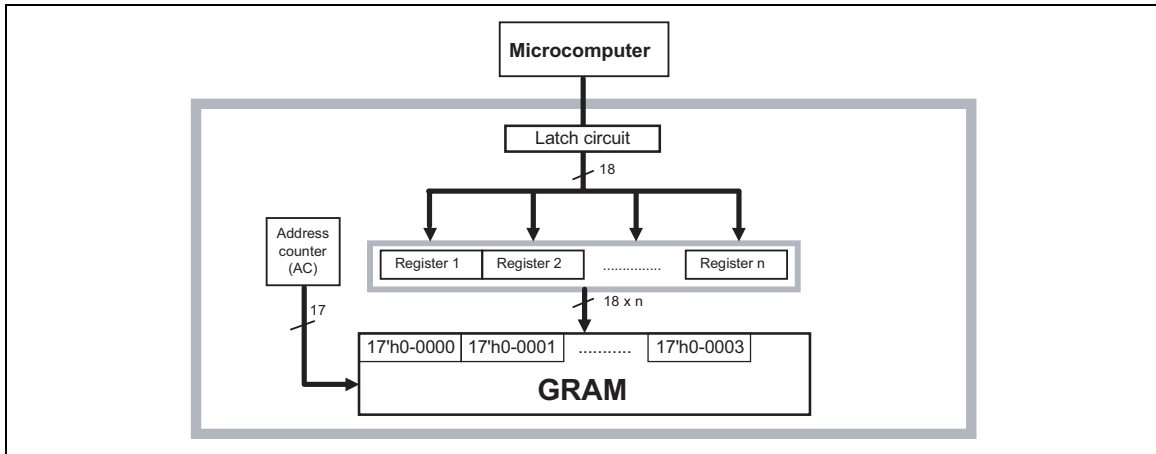 Microcomputer
Latch circuit
18
Address
counter
(AC)
Register 1
Register 2
...............
Register n
17
18 x n
17'h0-0000
17'h0-0001
...........
17'h0-0003
GRAM